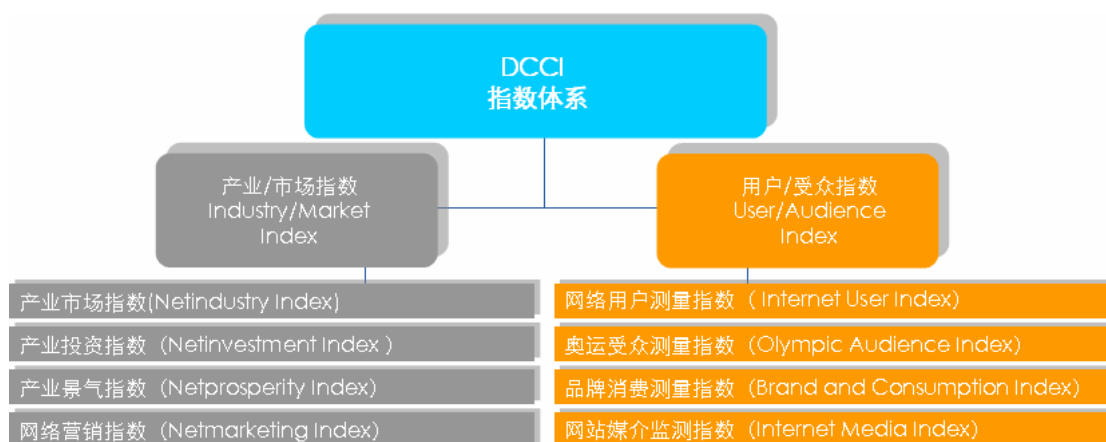 DCCI
指数体系
产业/市场指数
Industry/Market
Index
用户/受众指数
User/Audience
Index
产业市场指数(Netindustry Index)
产业投资指数（Netinvestment Index ）
产业景气指数（Netprosperity Index）
网络营销指数（Netmarketing Index）
网络用户测量指数（ Internet User Index）
奥运受众测量指数（Olympic Audience Index）
品牌消费测量指数（Brand and Consumption Index）
网站媒介监测指数（Internet Media Index）